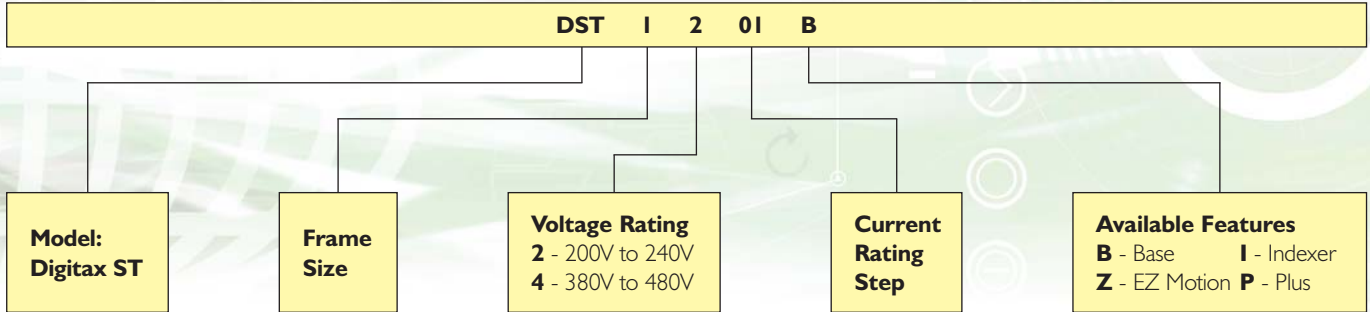 DST 1 2 01 B
Model:
Digitax ST
Frame
Size
Voltage Rating
2 - 200V to 240V
4 - 380V to 480V
Current
Rating
Step
Available Features
B - Base I - Indexer
Z - EZ Motion P - Plus